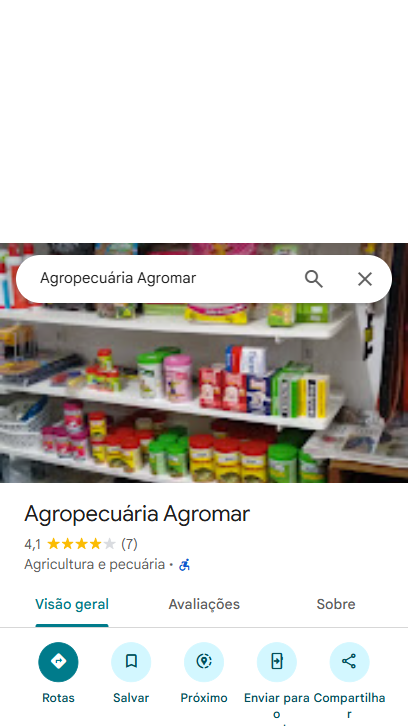 Agropecuária Agromar
Agropecuária Agromar
4,1 (7)
Agricultura e pecuária ·
Visão geral Avaliações Sobre
Rotas Salvar Próximo Enviar para o Compartilhar